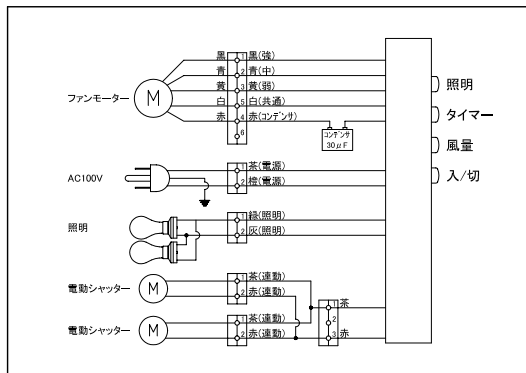 黒 1 黒(強)
青 2 青(中)
黄 3 黄(弱)
白 5 白(共通)
赤 4 赤(コンデンサ)
6
ファンモーター M
コンデンサ
30μF
照明
タイマー
風量
入/切
AC100V
1 茶(電源)
2 橙(電源)
照明
1 緑(照明)
2 灰(照明)
電動シャッター M
1 茶(連動)
2 赤(連動)
電動シャッター M
1 茶(連動)
2 赤(連動)
1 茶
2
3 赤